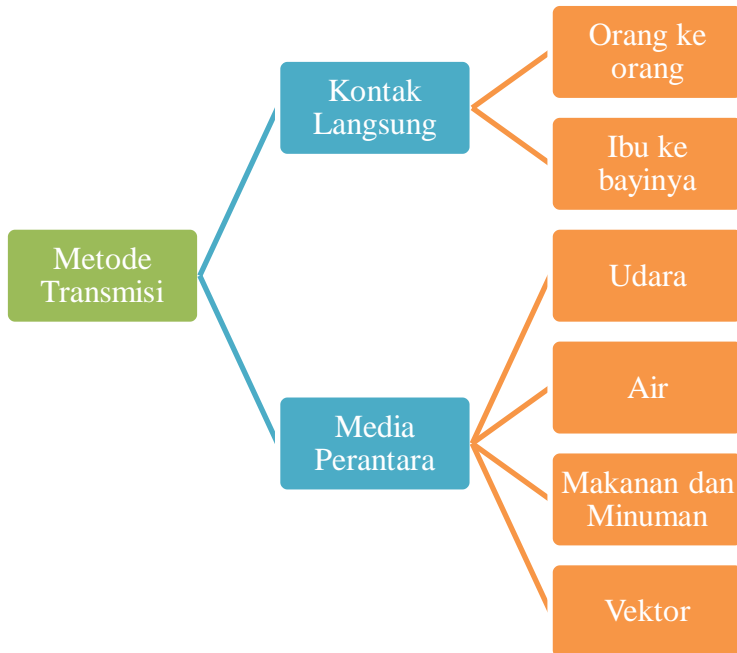 Metode
Transmisi
Kontak
Langsung
Orang ke
orang
Ibu ke
bayinya
Media
Perantara
Udara
Air
Makanan dan
Minuman
Vektor